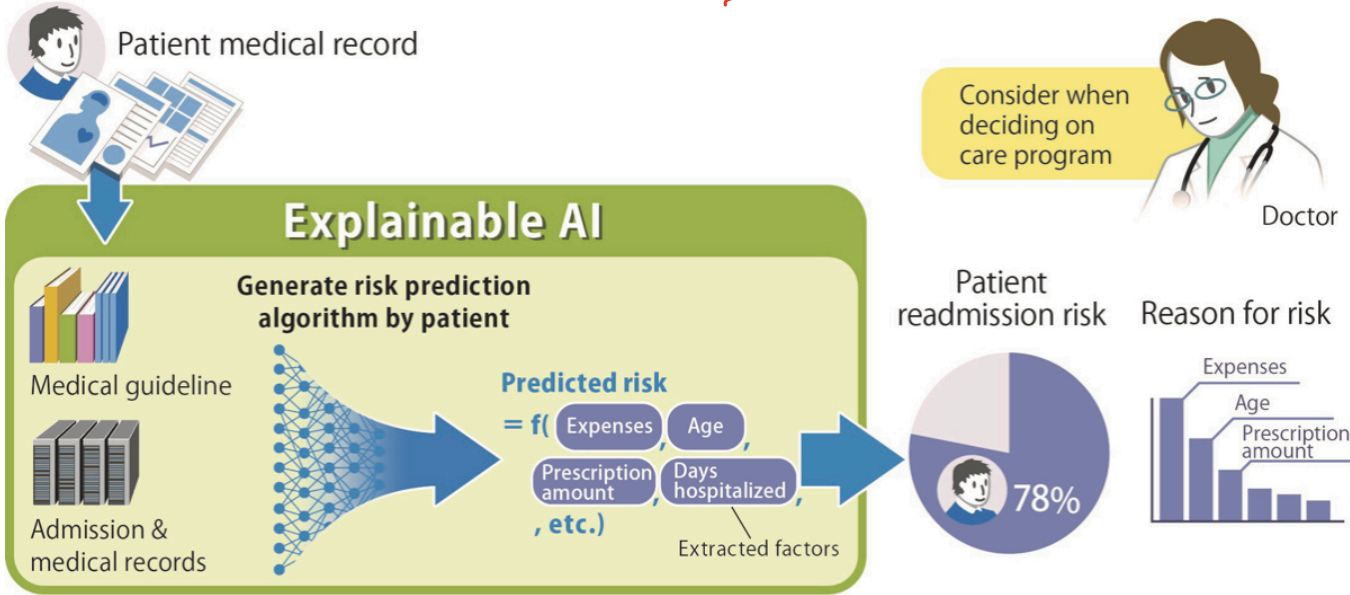 Patient medical record
Consider when
deciding on
care program
Doctor
Explainable AI
Medical guideline
Admission &
medical records
Generate risk prediction
algorithm by patient
Predicted risk
= f( Expenses , Age ,
Prescription
amount , Days
hospitalized ,
, etc.)
Extracted factors
Patient
readmission risk
78%
Reason for risk
Expenses
Age
Prescription
amount